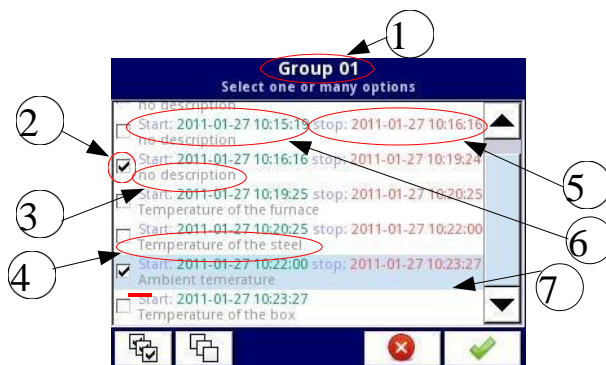 1
Group 01
Select one or many options
no description
2
Start: 2011-01-27 10:15:19 stop: 2011-01-27 10:16:16
no description
Start: 2011-01-27 10:16:16 stop: 2011-01-27 10:19:24
no description
5
3
Start: 2011-01-27 10:19:25 stop: 2011-01-27 10:20:25
Temperature of the furnace
6
Start: 2011-01-27 10:20:25 stop: 2011-01-27 10:22:00
Temperature of the steel
4
Start: 2011-01-27 10:22:00 stop: 2011-01-27 10:23:27
Ambient temerature
7
Start: 2011-01-27 10:23:27
Temperature of the box